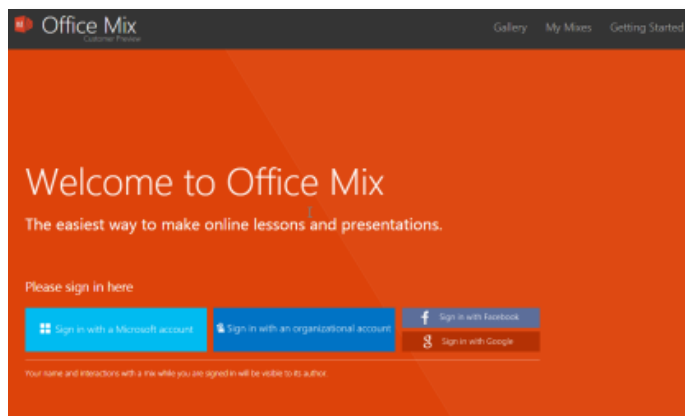 Office Mix
Customer Preview
Gallery My Mixes Getting Started
Welcome to Office Mix
The easiest way to make online lessons and presentations.
Please sign in here
Sign in with a Microsoft account
Sign in with an organizational account
Sign in with Facebook
Sign in with Google
Your name and interactions with a mix while you are signed in will be visible to its author.